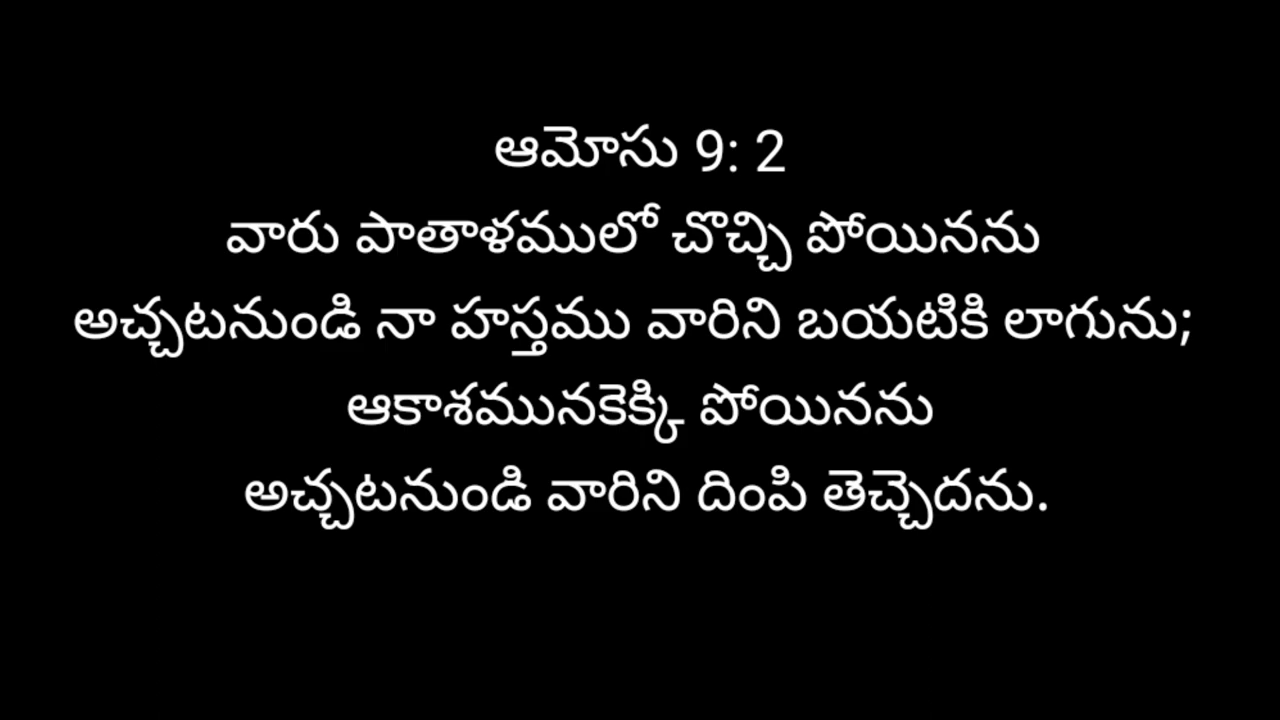 ఆమోసు 9: 2
వారు పాతాళములో చొచ్చి పోయినను
అచ్చటనుండి నా హస్తము వారిని బయటికి లాగును;
ఆకాశమునకెక్కి పోయినను
అచ్చటనుండి వారిని దింపి తెచ్చెదను.